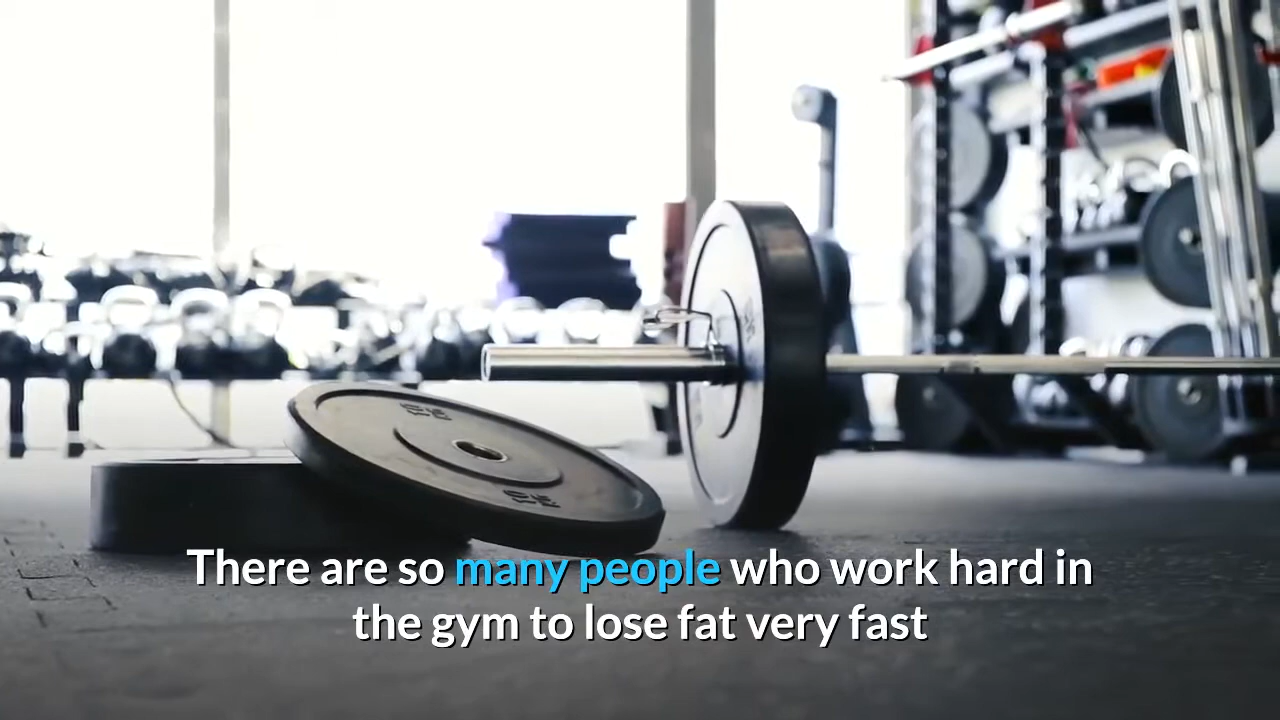 There are so many people who work hard in
the gym to lose fat very fast